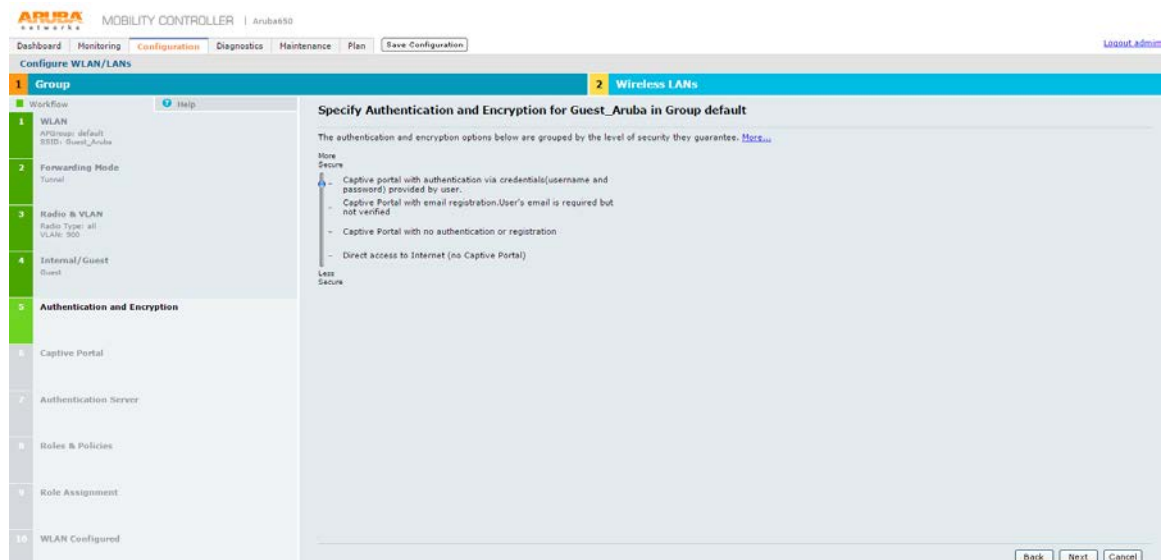 ARUBA networks MOBILITY CONTROLLER | Aruba650
Dashboard Monitoring Configuration Diagnostics Maintenance Plan Save Configuration Logout admin
Configure WLAN/LANs
1 Group 2 Wireless LANs
Workflow Help
1 WLAN
APGroup: default
SSID: Guest_Aruba
2 Forwarding Mode
Tunnel
3 Radio & VLAN
Radio Type: all
VLAN: 900
4 Internal/Guest
Guest
5 Authentication and Encryption
6 Captive Portal
7 Authentication Server
8 Roles & Policies
9 Role Assignment
10 WLAN Configured
Specify Authentication and Encryption for Guest_Aruba in Group default
The authentication and encryption options below are grouped by the level of security they guarantee. More...
More
Secure
- Captive portal with authentication via credentials(username and
password) provided by user.
- Captive Portal with email registration.User's email is required but
not verified
- Captive Portal with no authentication or registration
- Direct access to Internet (no Captive Portal)
Less
Secure
Back Next Cancel